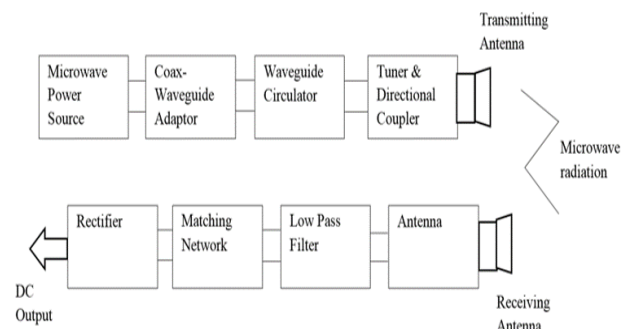 Transmitting
Antenna
Microwave
Power
Source
Coax-
Waveguide
Adaptor
Waveguide
Circulator
Tuner &
Directional
Coupler
Microwave
radiation
Rectifier
Matching
Network
Low Pass
Filter
Antenna
DC
Output
Receiving
Antenna